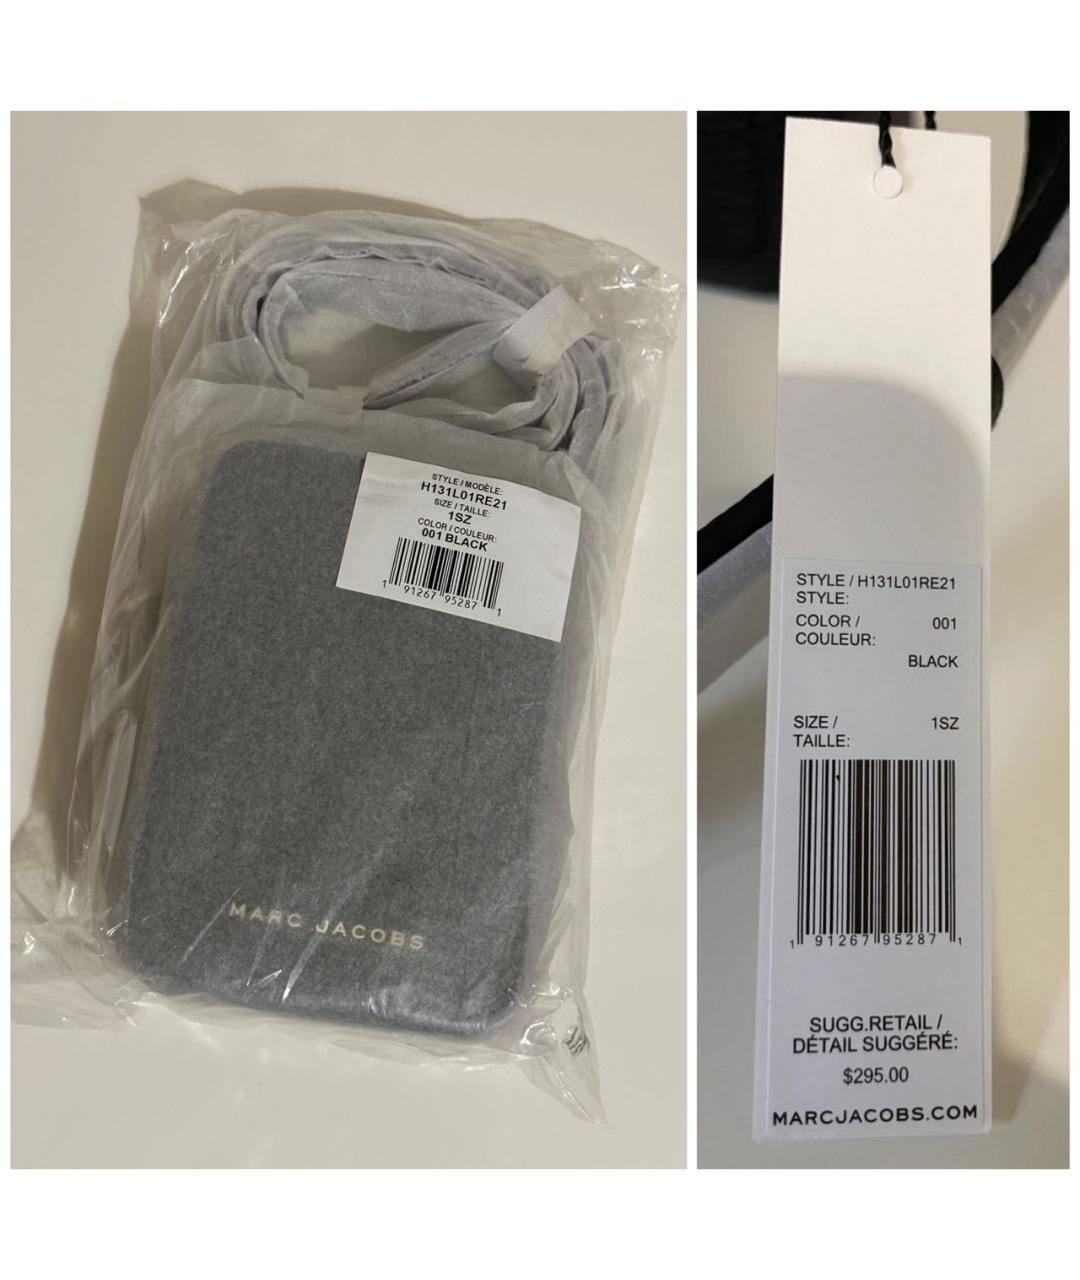 STYLE / MODÈLE:
H131L01RE21
SIZE / TAILLE:
1SZ
COLOR / COULEUR:
001 BLACK
1 91267 95287 1
MARC JACOBS
STYLE / H131L01RE21
STYLE:
COLOR / 001
COULEUR:
BLACK
SIZE / 1SZ
TAILLE:
1 91267 95287 1
SUGG.RETAIL /
DÉTAIL SUGGÉRÉ:
$295.00
MARCJACOBS.COM